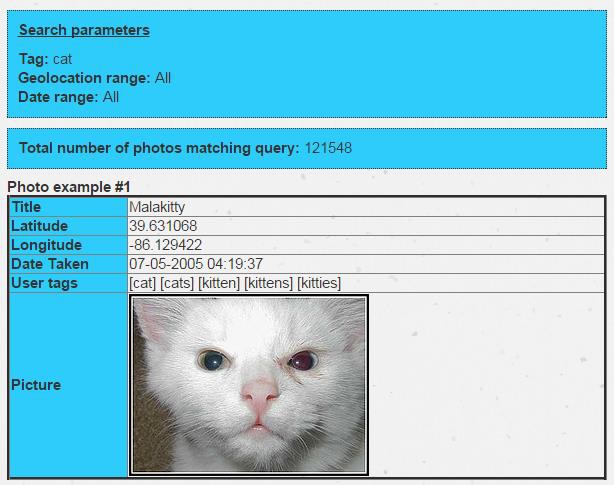 Search parameters
Tag: cat
Geolocation range: All
Date range: All
Total number of photos matching query: 121548
Photo example #1
Title Malakitty
Latitude 39.631068
Longitude -86.129422
Date Taken 07-05-2005 04:19:37
User tags [cat] [cats] [kitten] [kittens] [kitties]
Picture